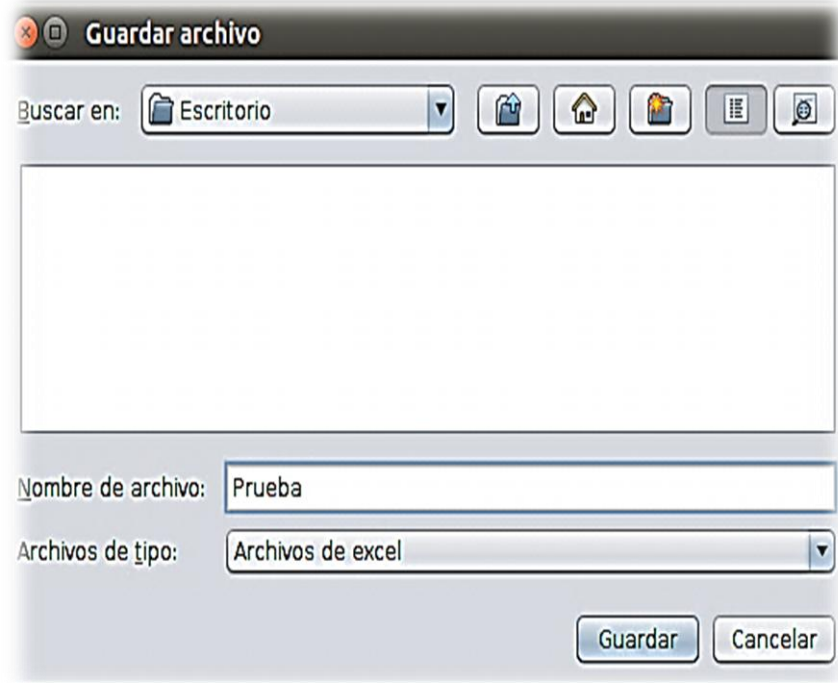 Guardar archivo
Buscar en: Escritorio
Nombre de archivo: Prueba
Archivos de tipo: Archivos de excel
Guardar Cancelar